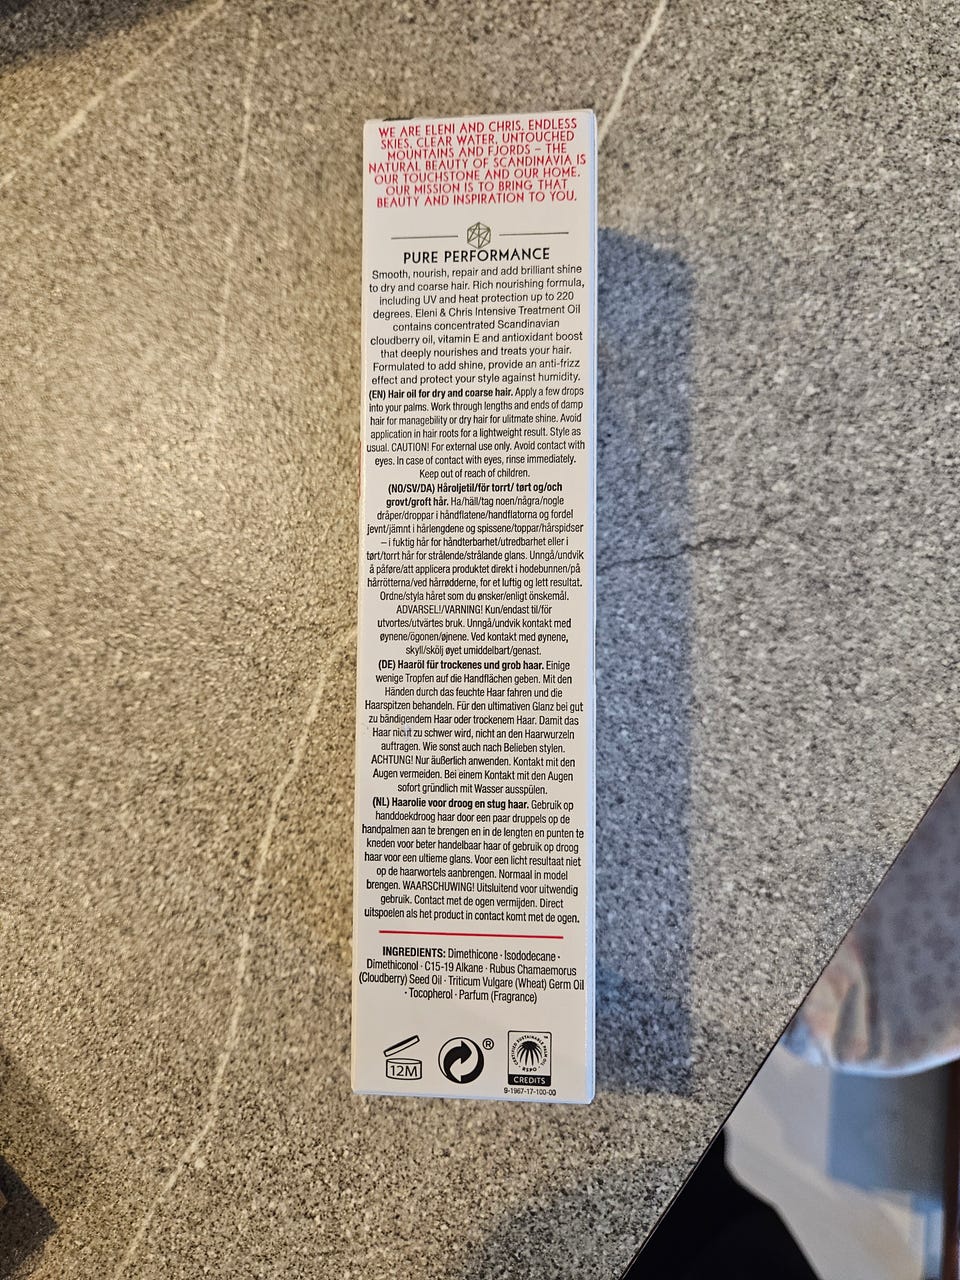 WE ARE ELENI AND CHRIS. ENDLESS
SKIES, CLEAR WATER, UNTOUCHED
MOUNTAINS AND FJORDS – THE
NATURAL BEAUTY OF SCANDINAVIA IS
OUR TOUCHSTONE AND OUR HOME.
OUR MISSION IS TO BRING THAT
BEAUTY AND INSPIRATION TO YOU.
PURE PERFORMANCE
Smooth, nourish, repair and add brilliant shine
to dry and coarse hair. Rich nourishing formula,
including UV and heat protection up to 220
degrees. Eleni & Chris Intensive Treatment Oil
contains concentrated Scandinavian
cloudberry oil, vitamin E and antioxidant boost
that deeply nourishes and treats your hair.
Formulated to add shine, provide an anti-frizz
effect and protect your style against humidity.
(EN) Hair oil for dry and coarse hair. Apply a few drops
into your palms. Work through lengths and ends of damp
hair for managebility or dry hair for ulitmate shine. Avoid
application in hair roots for a lightweight result. Style as
usual. CAUTION! For external use only. Avoid contact with
eyes. In case of contact with eyes, rinse immediately.
Keep out of reach of children.
(NO/SV/DA) Håroljetil/för torrt/ tørt og/och
grovt/groft hår. Ha/häll/tag noen/några/nogle
dråper/droppar i håndflatene/handflatorna og fordel
jevnt/jämnt i hårlengdene og spissene/toppar/hårspidser
– i fuktig hår for håndterbarhet/utredbarhet eller i
tørt/torrt hår for strålende/strålande glans. Unngå/undvik
å påføre/att applicera produktet direkt i hodebunnen/på
hårrötterna/ved hårrødderne, for et luftig og lett resultat.
Ordne/styla håret som du ønsker/enligt önskemål.
ADVARSEL!/VARNING! Kun/endast til/för
utvortes/utvärtes bruk. Unngå/undvik kontakt med
øynene/ögonen/øjnene. Ved kontakt med øynene,
skyll/skölj øyet umiddelbart/genast.
(DE) Haaröl für trockenes und grob haar. Einige
wenige Tropfen auf die Handflächen geben. Mit den
Händen durch das feuchte Haar fahren und die
Haarspitzen behandeln. Für den ultimativen Glanz bei gut
zu bändigendem Haar oder trockenem Haar. Damit das
Haar nicht zu schwer wird, nicht an den Haarwurzeln
auftragen. Wie sonst auch nach Belieben stylen.
ACHTUNG! Nur äußerlich anwenden. Kontakt mit den
Augen vermeiden. Bei einem Kontakt mit den Augen
sofort gründlich mit Wasser ausspülen.
(NL) Haarolie voor droog en stug haar. Gebruik op
handdoekdroog haar door een paar druppels op de
handpalmen aan te brengen en in de lengten en punten te
kneden voor beter handelbaar haar of gebruik op droog
haar voor een ultieme glans. Voor een licht resultaat niet
op de haarwortels aanbrengen. Normaal in model
brengen. WAARSCHUWING! Uitsluitend voor uitwendig
gebruik. Contact met de ogen vermijden. Direct
uitspoelen als het product in contact komt met de ogen.
INGREDIENTS: Dimethicone · Isododecane ·
Dimethiconol · C15-19 Alkane · Rubus Chamaemorus
(Cloudberry) Seed Oil · Triticum Vulgare (Wheat) Germ Oil
· Tocopherol · Parfum (Fragrance)
12M
®
CERTIFIED SUSTAINABLE PALM OIL
RSPO
CREDITS
9-1967-17-100-00